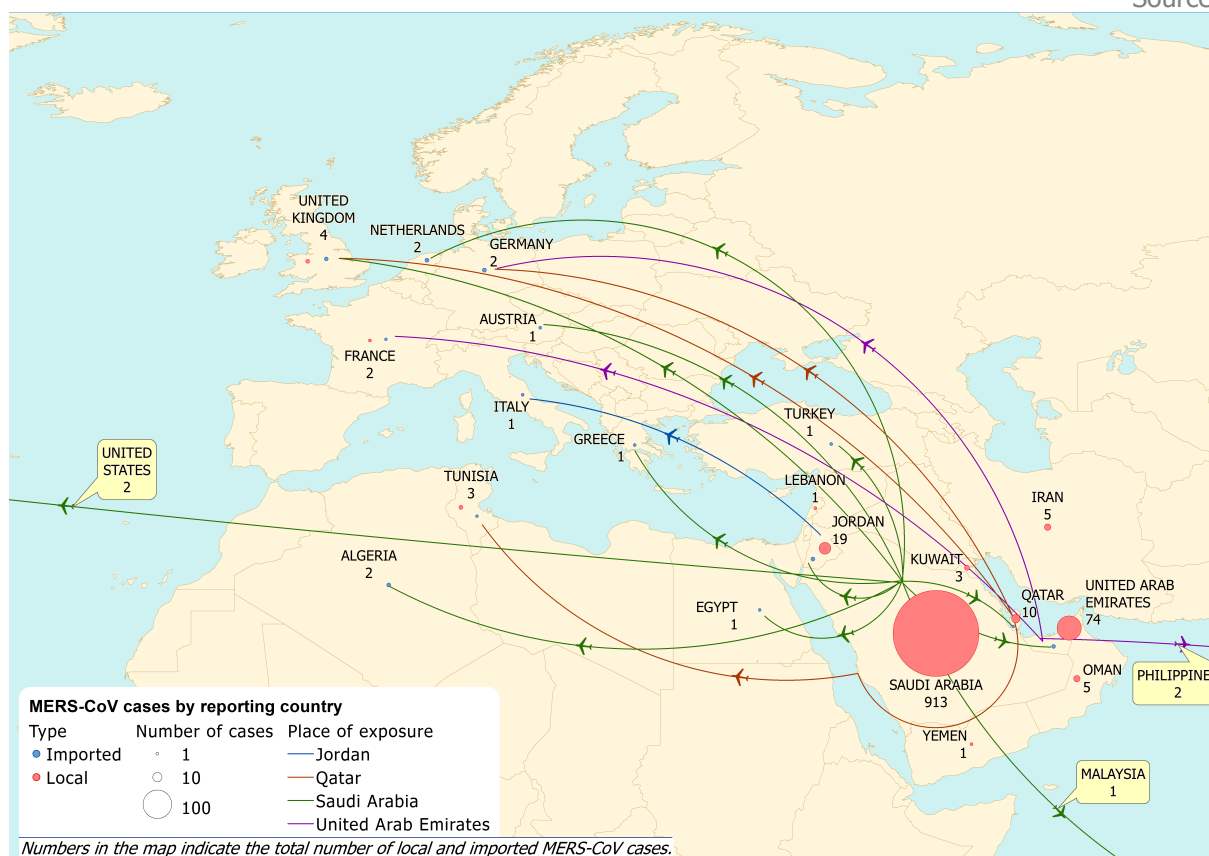 Source
UNITED
KINGDOM
4
NETHERLANDS
2
GERMANY
2
AUSTRIA
1
FRANCE
2
ITALY
1
GREECE
1
TURKEY
1
UNITED
STATES
2
TUNISIA
3
LEBANON
1
JORDAN
19
IRAN
5
ALGERIA
2
KUWAIT
3
EGYPT
1
QATAR
10
UNITED ARAB
EMIRATES
74
SAUDI ARABIA
913
OMAN
5
PHILIPPINE
2
YEMEN
1
MALAYSIA
1
MERS-CoV cases by reporting country
Type
Imported
Local
Number of cases
1
10
100
Place of exposure
Jordan
Qatar
Saudi Arabia
United Arab Emirates
Numbers in the map indicate the total number of local and imported MERS-CoV cases.